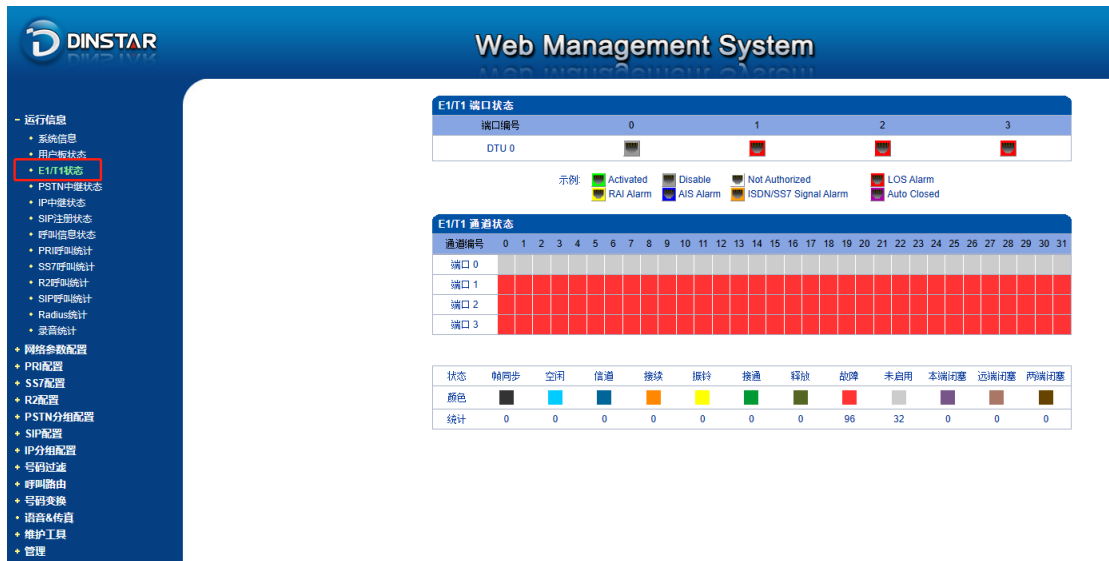 DINSTAR
Web Management System
- 运行信息
• 系统信息
• 用户板状态
• E1/T1状态
• PSTN中继状态
• IP中继状态
• SIP注册状态
• 呼叫信息状态
• PRI呼叫统计
• SS7呼叫统计
• R2呼叫统计
• SIP呼叫统计
• Radius统计
• 录音统计
+ 网络参数配置
+ PRI配置
+ SS7配置
+ R2配置
+ PSTN分组配置
+ SIP配置
+ IP分组配置
+ 号码过滤
+ 呼叫路由
+ 号码变换
• 语音&传真
+ 维护工具
+ 管理
E1/T1 端口状态
端口编号 0 1 2 3
DTU 0
示例: Activated Disable Not Authorized LOS Alarm
RAI Alarm AIS Alarm ISDN/SS7 Signal Alarm Auto Closed
E1/T1 通道状态
通道编号 0 1 2 3 4 5 6 7 8 9 10 11 12 13 14 15 16 17 18 19 20 21 22 23 24 25 26 27 28 29 30 31
端口 0
端口 1
端口 2
端口 3
状态 帧同步 空闲 信道 接续 振铃 接通 释放 故障 未启用 本端闭塞 远端闭塞 两端闭塞
颜色
统计 0 0 0 0 0 0 0 96 32 0 0 0